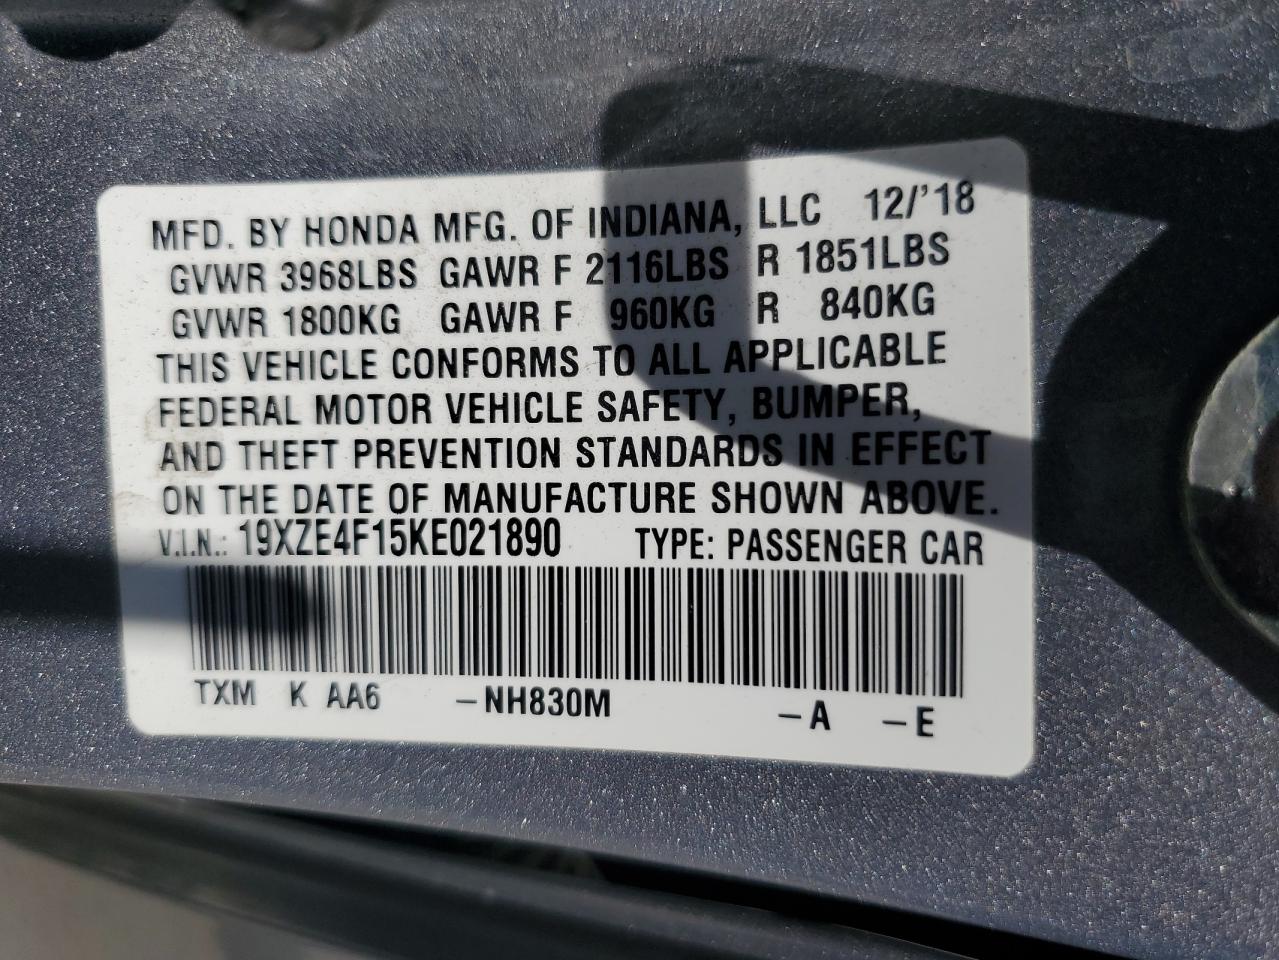 MFD. BY HONDA MFG. OF INDIANA, LLC 12/'18
GVWR 3968LBS GAWR F 2116LBS R 1851LBS
GVWR 1800KG GAWR F 960KG R 840KG
THIS VEHICLE CONFORMS TO ALL APPLICABLE
FEDERAL MOTOR VEHICLE SAFETY, BUMPER,
AND THEFT PREVENTION STANDARDS IN EFFECT
ON THE DATE OF MANUFACTURE SHOWN ABOVE.
V.I.N.: 19XZE4F15KE021890 TYPE: PASSENGER CAR
TXM K AA6 -NH830M -A -E